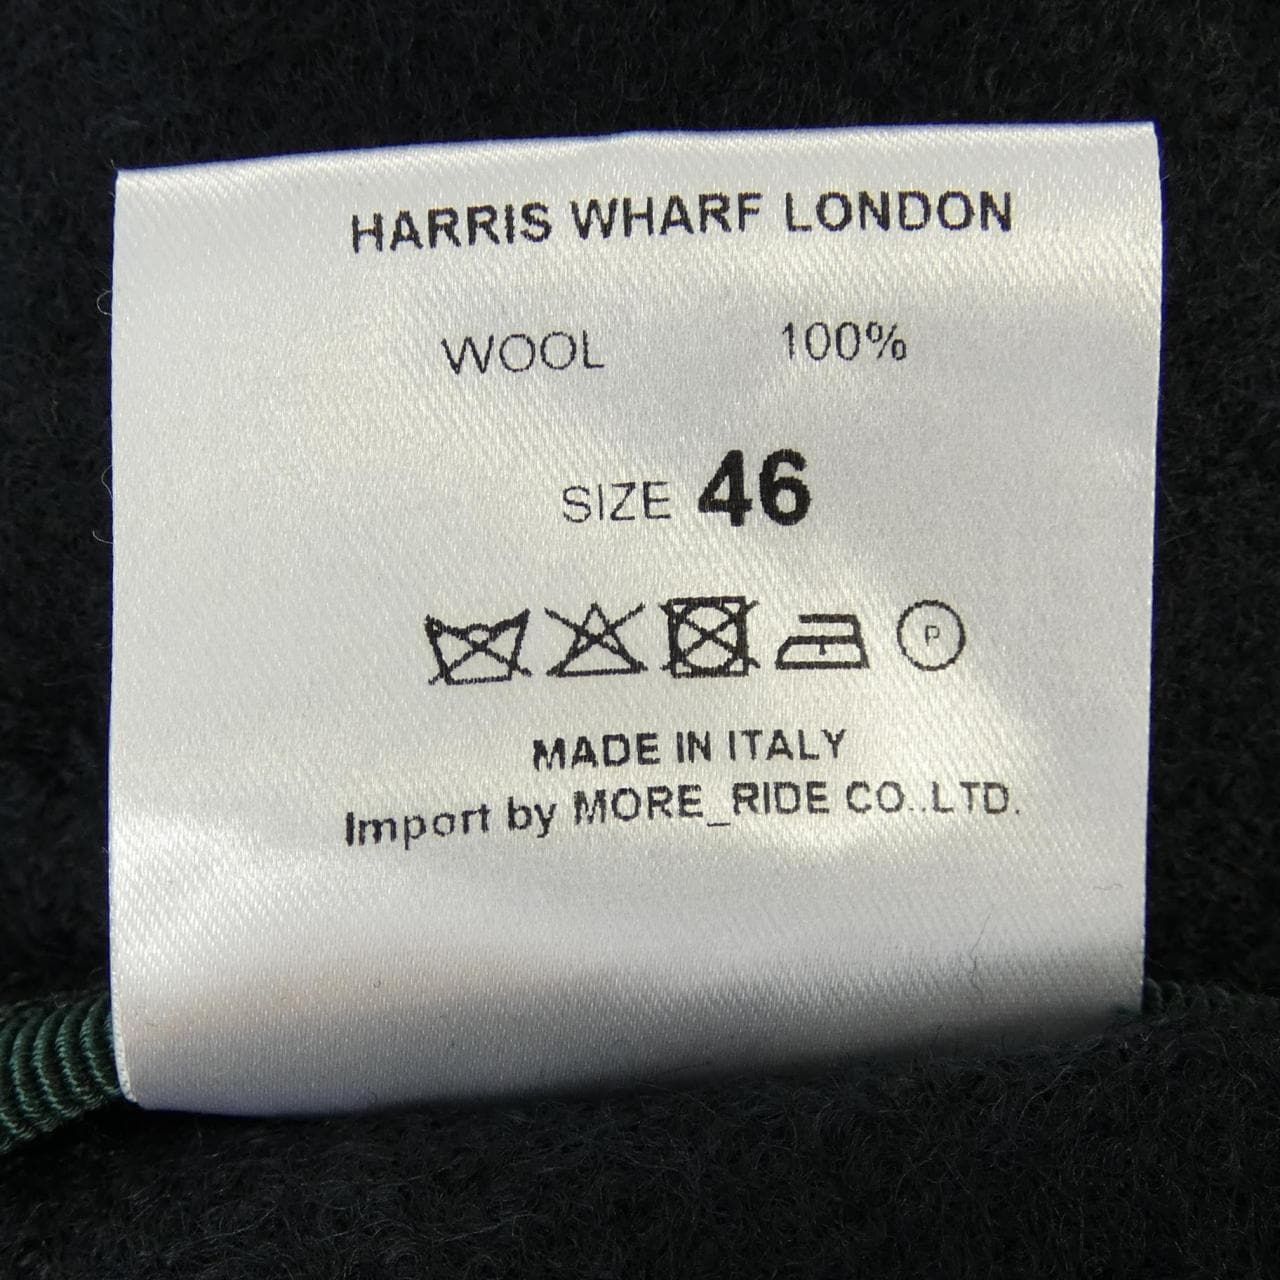 HARRIS WHARF LONDON
WOOL 100%
SIZE 46
P
MADE IN ITALY
Import by MORE_RIDE CO..LTD.